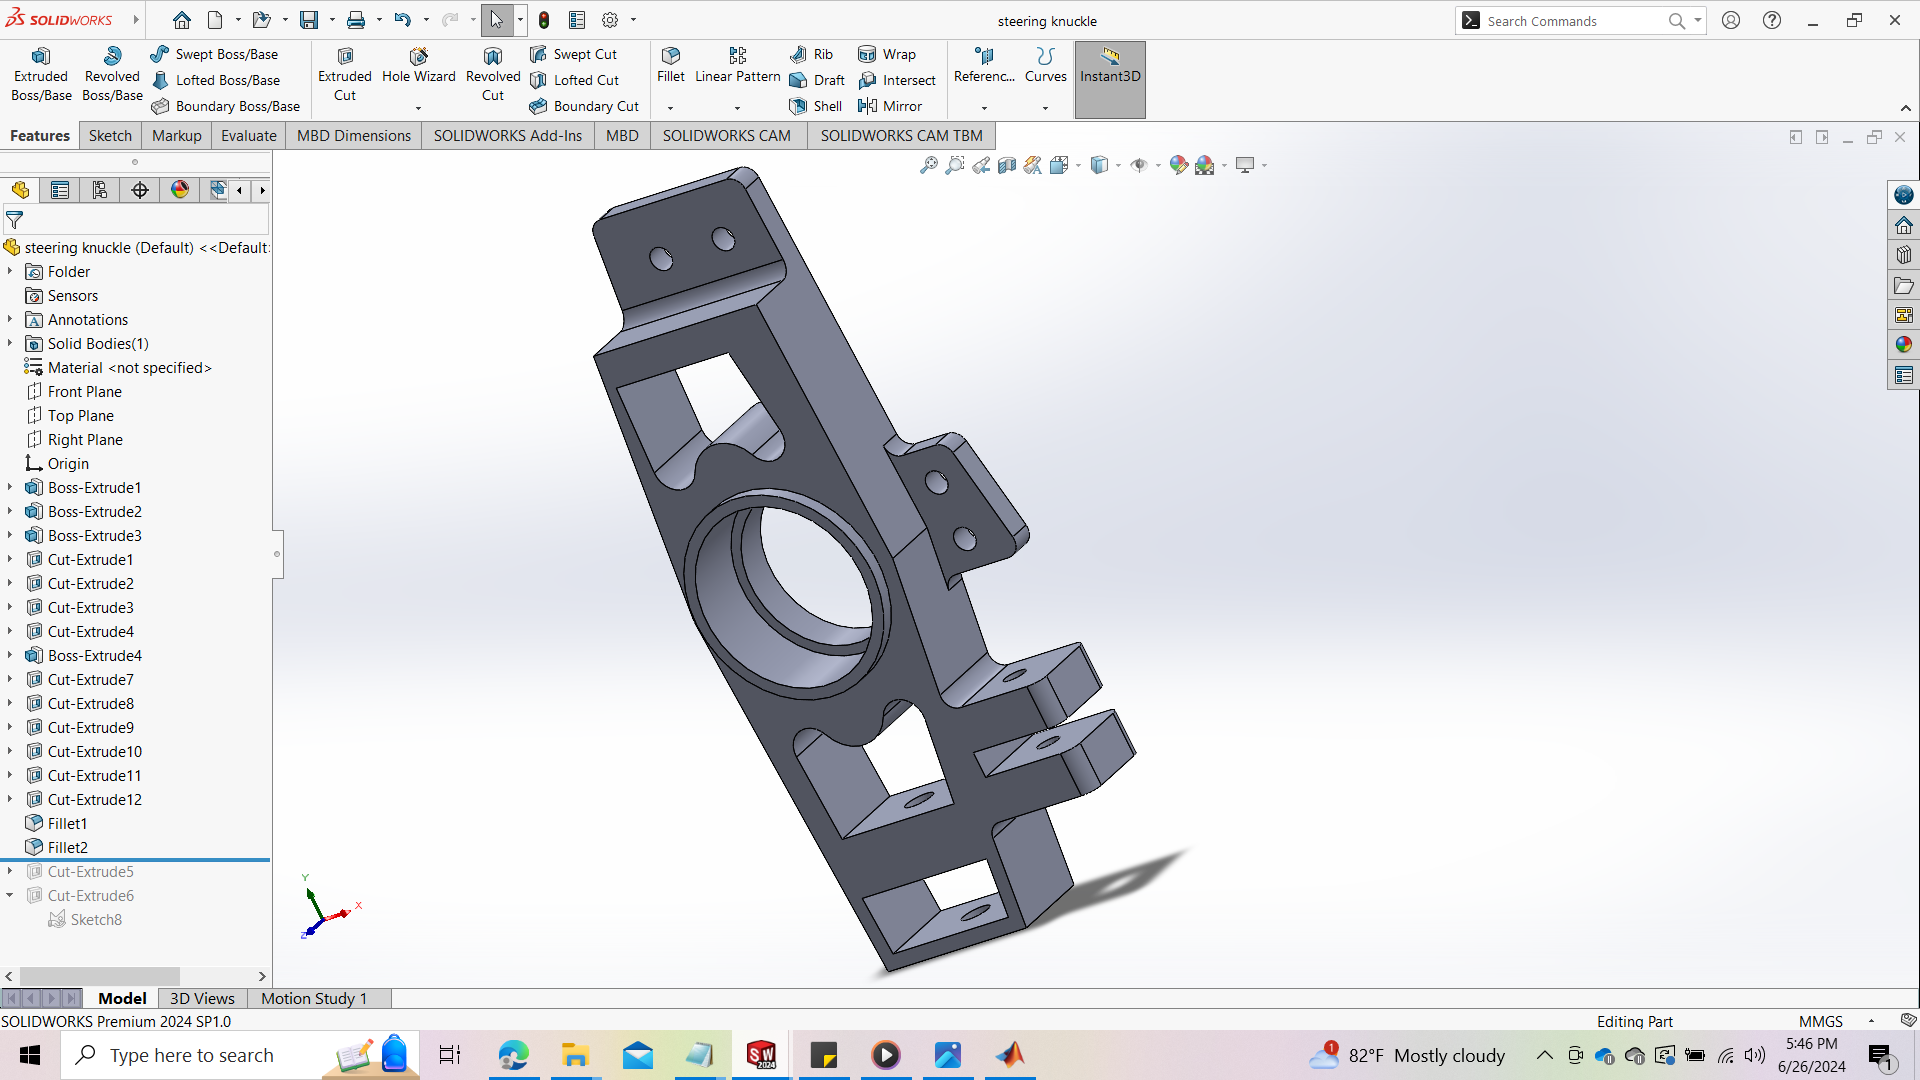 SOLIDWORKS
steering knuckle
Search Commands
Extruded Boss/Base
Revolved Boss/Base
Swept Boss/Base
Lofted Boss/Base
Boundary Boss/Base
Extruded Cut
Hole Wizard
Revolved Cut
Swept Cut
Lofted Cut
Boundary Cut
Fillet
Linear Pattern
Rib
Draft
Shell
Wrap
Intersect
Mirror
Referenc...
Curves
Instant3D
Features
Sketch
Markup
Evaluate
MBD Dimensions
SOLIDWORKS Add-Ins
MBD
SOLIDWORKS CAM
SOLIDWORKS CAM TBM
steering knuckle (Default) <<Default:
Folder
Sensors
Annotations
Solid Bodies(1)
Material <not specified>
Front Plane
Top Plane
Right Plane
Origin
Boss-Extrude1
Boss-Extrude2
Boss-Extrude3
Cut-Extrude1
Cut-Extrude2
Cut-Extrude3
Cut-Extrude4
Boss-Extrude4
Cut-Extrude7
Cut-Extrude8
Cut-Extrude9
Cut-Extrude10
Cut-Extrude11
Cut-Extrude12
Fillet1
Fillet2
Cut-Extrude5
Cut-Extrude6
Sketch8
Y
X
Z
Model
3D Views
Motion Study 1
SOLIDWORKS Premium 2024 SP1.0
Editing Part
MMGS
Type here to search
SW
2024
1
82°F Mostly cloudy
5:46 PM
6/26/2024
1